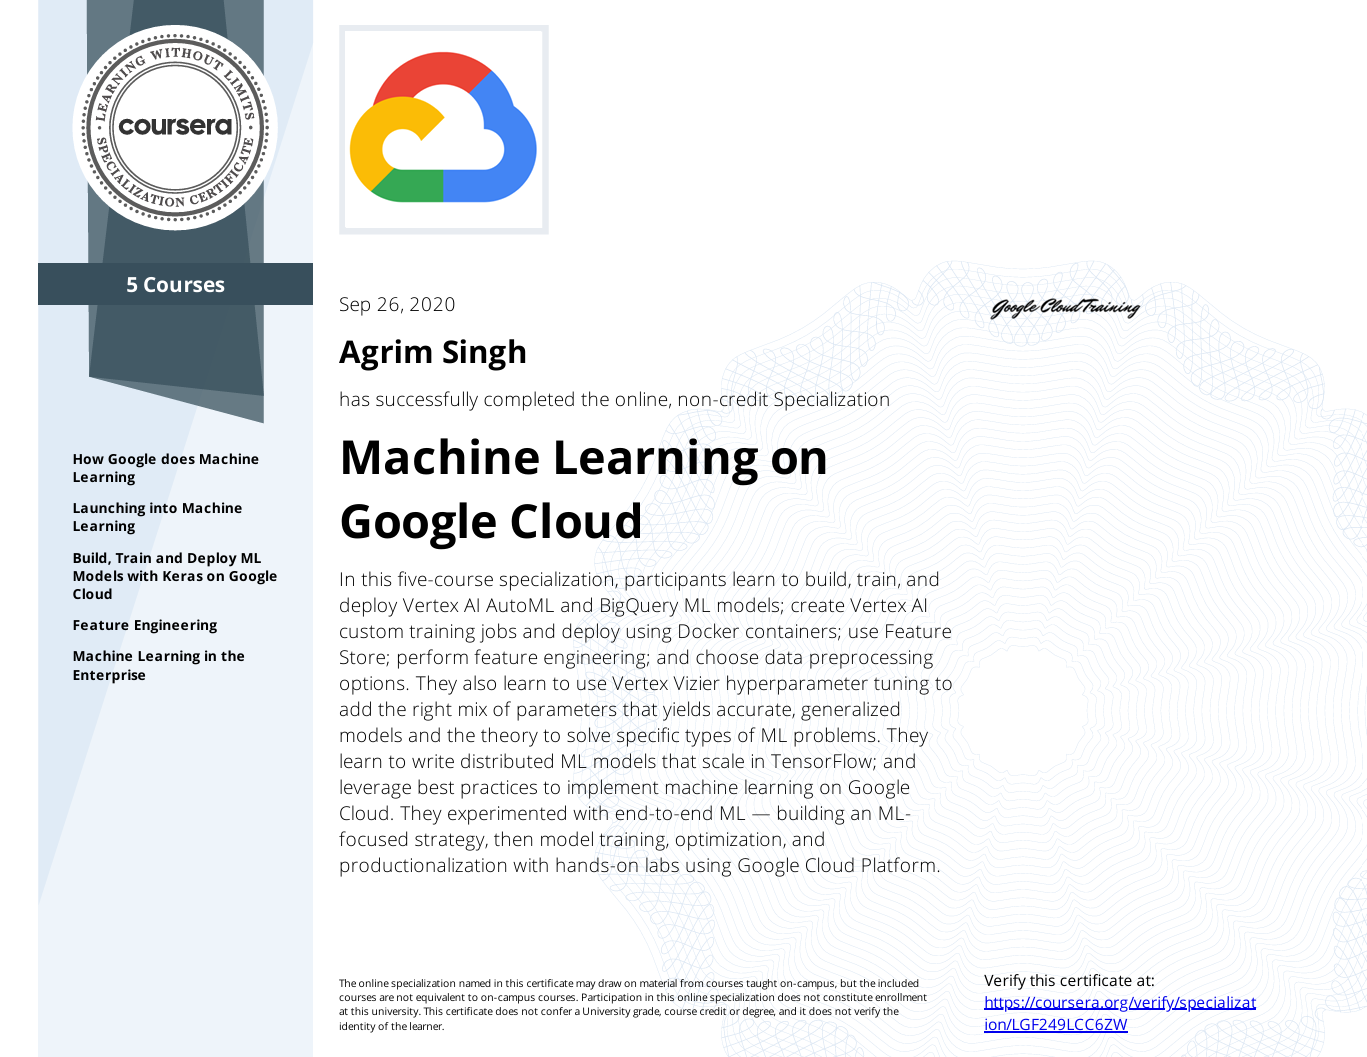 LEARNING WITHOUT LIMITS
coursera
SPECIALIZATION CERTIFICATE
5 Courses
How Google does Machine
Learning
Launching into Machine
Learning
Build, Train and Deploy ML
Models with Keras on Google
Cloud
Feature Engineering
Machine Learning in the
Enterprise
Sep 26, 2020
Agrim Singh
has successfully completed the online, non-credit Specialization
Machine Learning on
Google Cloud
In this five-course specialization, participants learn to build, train, and
deploy Vertex AI AutoML and BigQuery ML models; create Vertex AI
custom training jobs and deploy using Docker containers; use Feature
Store; perform feature engineering; and choose data preprocessing
options. They also learn to use Vertex Vizier hyperparameter tuning to
add the right mix of parameters that yields accurate, generalized
models and the theory to solve specific types of ML problems. They
learn to write distributed ML models that scale in TensorFlow; and
leverage best practices to implement machine learning on Google
Cloud. They experimented with end-to-end ML — building an ML-
focused strategy, then model training, optimization, and
productionalization with hands-on labs using Google Cloud Platform.
Google Cloud Training
The online specialization named in this certificate may draw on material from courses taught on-campus, but the included
courses are not equivalent to on-campus courses. Participation in this online specialization does not constitute enrollment
at this university. This certificate does not confer a University grade, course credit or degree, and it does not verify the
identity of the learner.
Verify this certificate at:
https://coursera.org/verify/specializat
ion/LGF249LCC6ZW